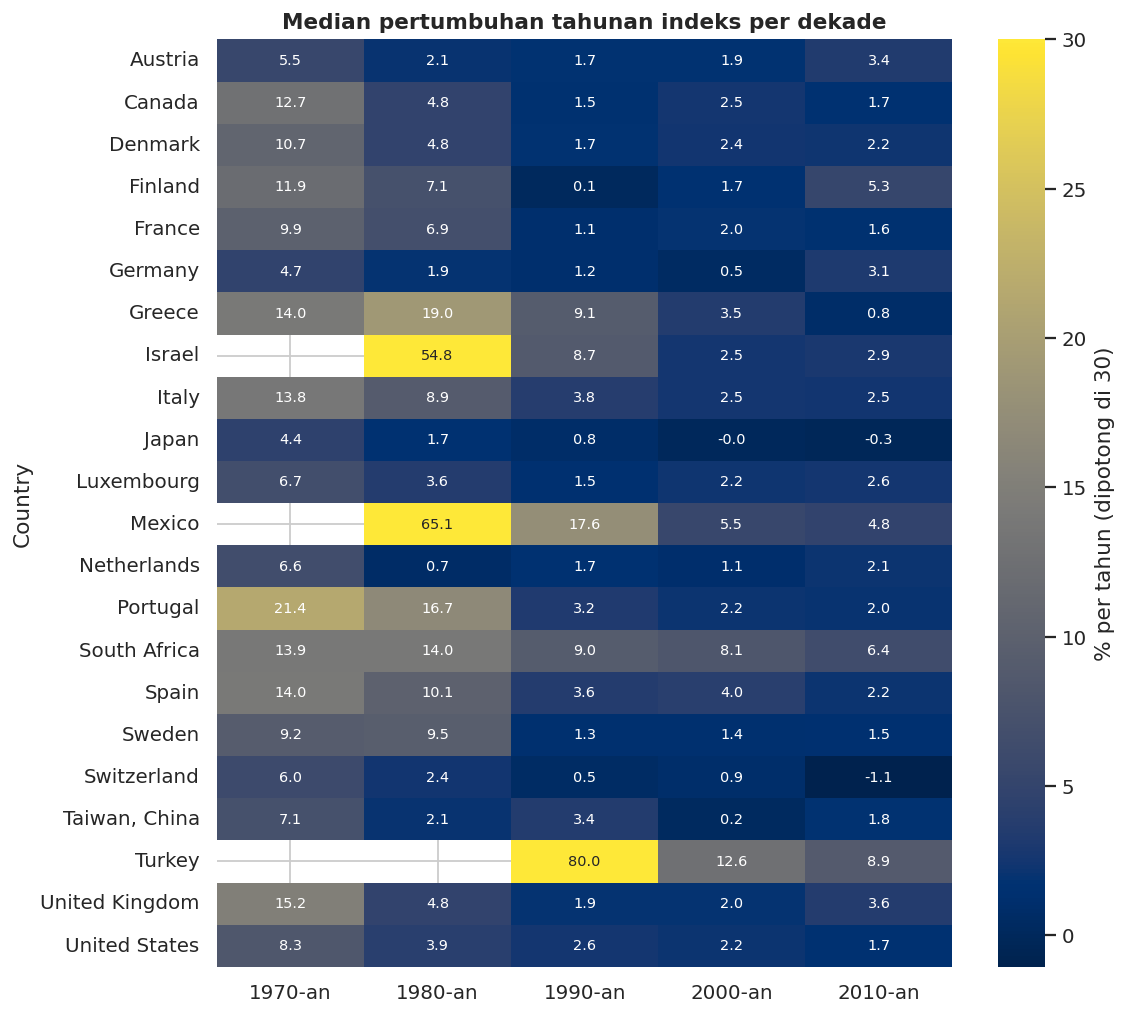 Median pertumbuhan tahunan indeks per dekade
Austria 5.5 2.1 1.7 1.9 3.4
Canada 12.7 4.8 1.5 2.5 1.7
Denmark 10.7 4.8 1.7 2.4 2.2
Finland 11.9 7.1 0.1 1.7 5.3
France 9.9 6.9 1.1 2.0 1.6
Germany 4.7 1.9 1.2 0.5 3.1
Greece 14.0 19.0 9.1 3.5 0.8
Israel 54.8 8.7 2.5 2.9
Italy 13.8 8.9 3.8 2.5 2.5
Japan 4.4 1.7 0.8 -0.0 -0.3
Luxembourg 6.7 3.6 1.5 2.2 2.6
Mexico 65.1 17.6 5.5 4.8
Netherlands 6.6 0.7 1.7 1.1 2.1
Portugal 21.4 16.7 3.2 2.2 2.0
South Africa 13.9 14.0 9.0 8.1 6.4
Spain 14.0 10.1 3.6 4.0 2.2
Sweden 9.2 9.5 1.3 1.4 1.5
Switzerland 6.0 2.4 0.5 0.9 -1.1
Taiwan, China 7.1 2.1 3.4 0.2 1.8
Turkey 80.0 12.6 8.9
United Kingdom 15.2 4.8 1.9 2.0 3.6
United States 8.3 3.9 2.6 2.2 1.7
1970-an 1980-an 1990-an 2000-an 2010-an
Country
30
25
20
15
10
5
0
% per tahun (dipotong di 30)